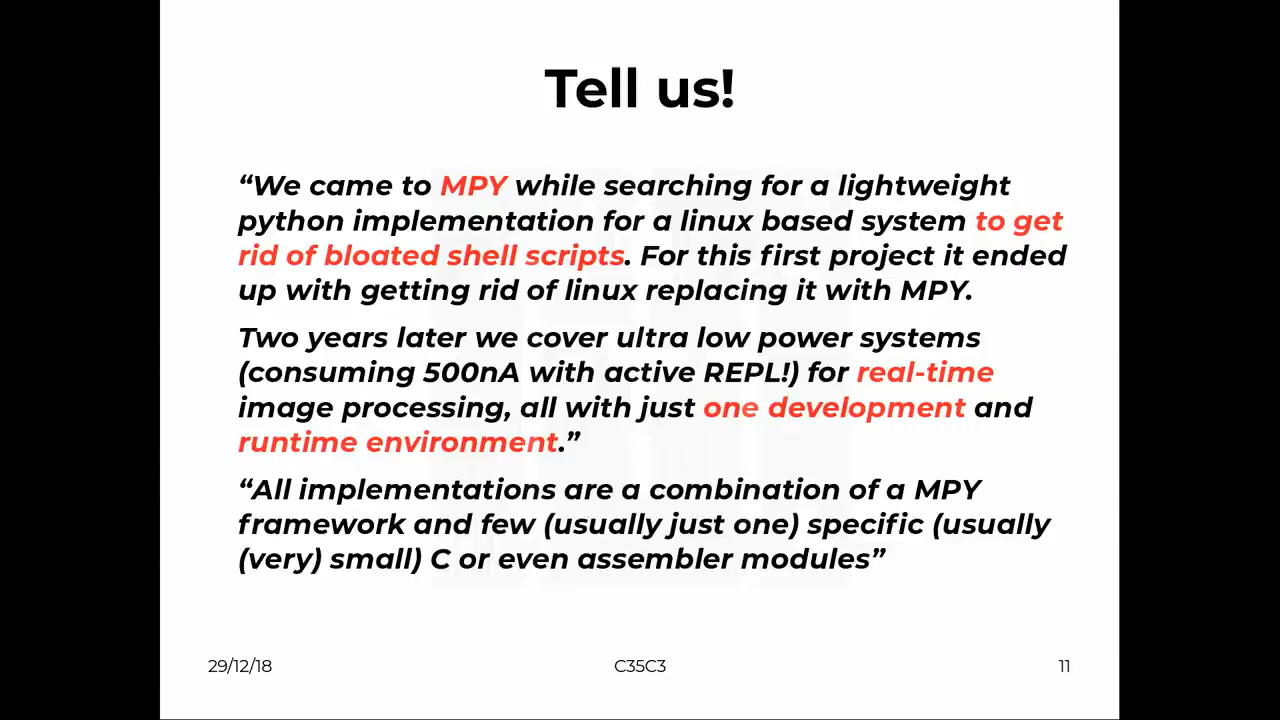 Tell us!
“We came to MPY while searching for a lightweight
python implementation for a linux based system to get
rid of bloated shell scripts. For this first project it ended
up with getting rid of linux replacing it with MPY.
Two years later we cover ultra low power systems
(consuming 500nA with active REPL!) for real-time
image processing, all with just one development and
runtime environment.”
“All implementations are a combination of a MPY
framework and few (usually just one) specific (usually
(very) small) C or even assembler modules”
29/12/18
C35C3
11